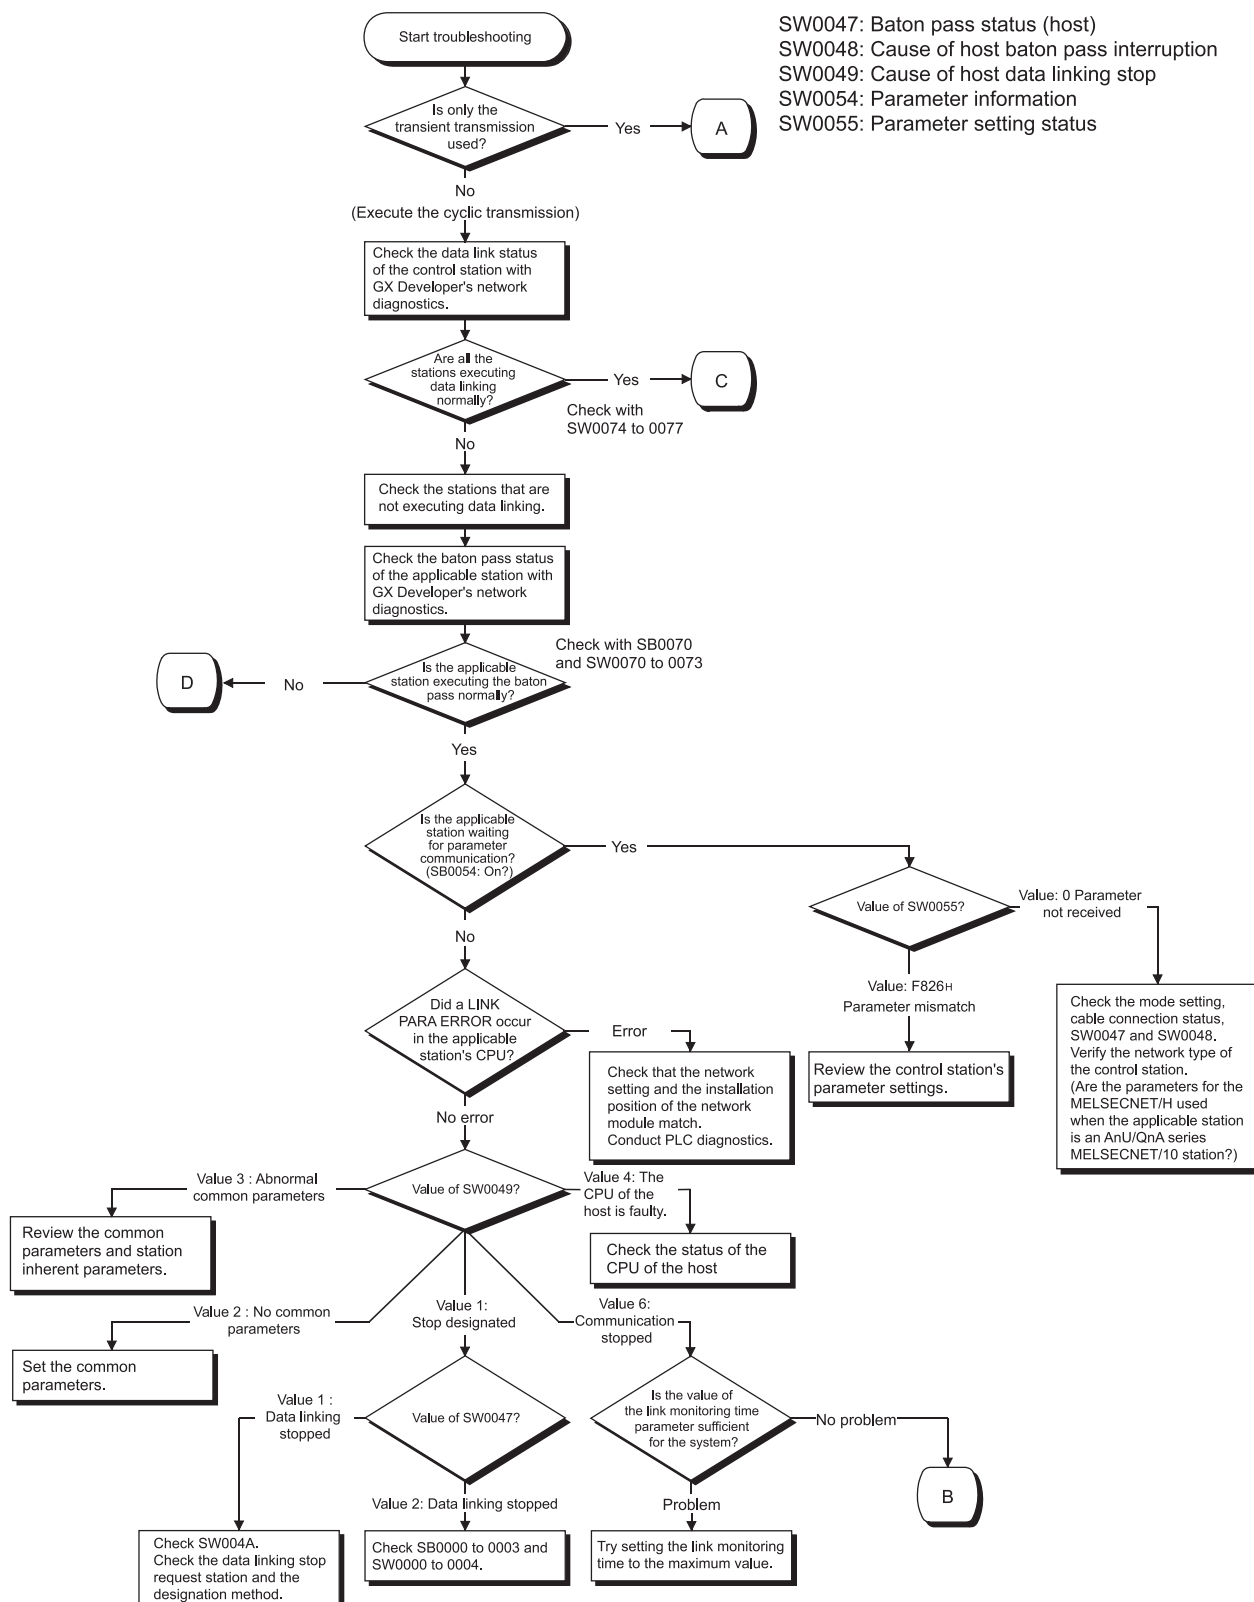 Start troubleshooting
SW0047: Baton pass status (host)
SW0048: Cause of host baton pass interruption
SW0049: Cause of host data linking stop
SW0054: Parameter information
SW0055: Parameter setting status
Is only the
transient transmission
used?
Yes
A
No
(Execute the cyclic transmission)
Check the data link status
of the control station with
GX Developer's network
diagnostics.
Are all the
stations executing
data linking
normally?
Yes
C
Check with
SW0074 to 0077
No
Check the stations that are
not executing data linking.
Check the baton pass status
of the applicable station with
GX Developer's network
diagnostics.
Check with SB0070
and SW0070 to 0073
Is the applicable
station executing the baton
pass normally?
No
D
Yes
Is the applicable
station waiting
for parameter
communication?
(SB0054: On?)
Yes
Value of SW0055?
Value: 0 Parameter
not received
No
Value: F826H
Parameter mismatch
Review the control station's
parameter settings.
Check the mode setting,
cable connection status,
SW0047 and SW0048.
Verify the network type of
the control station.
(Are the parameters for the
MELSECNET/H used
when the applicable station
is an AnU/QnA series
MELSECNET/10 station?)
Did a LINK
PARA ERROR occur
in the applicable
station's CPU?
Error
Check that the network
setting and the installation
position of the network
module match.
Conduct PLC diagnostics.
No error
Value of SW0049?
Value 3 : Abnormal
common parameters
Review the common
parameters and station
inherent parameters.
Value 4: The
CPU of the
host is faulty.
Check the status of the
CPU of the host
Value 2 : No common
parameters
Set the common
parameters.
Value 1:
Stop designated
Value 6:
Communication
stopped
Value of SW0047?
Value 1 :
Data linking
stopped
Check SW004A.
Check the data linking stop
request station and the
designation method.
Value 2: Data linking stopped
Check SB0000 to 0003 and
SW0000 to 0004.
Is the value of
the link monitoring time
parameter sufficient
for the system?
No problem
B
Problem
Try setting the link monitoring
time to the maximum value.